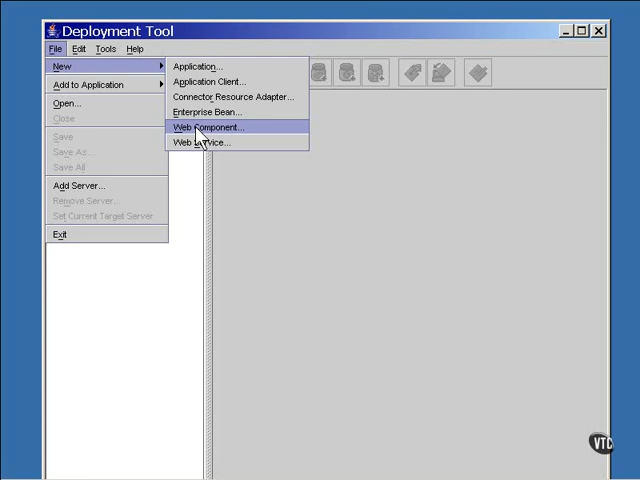 Deployment Tool
File Edit Tools Help
New
Add to Application
Open...
Close
Save
Save As...
Save All
Add Server...
Remove Server...
Set Current Target Server
Exit
Application...
Application Client...
Connector Resource Adapter...
Enterprise Bean...
Web Component...
Web Service...
VTC